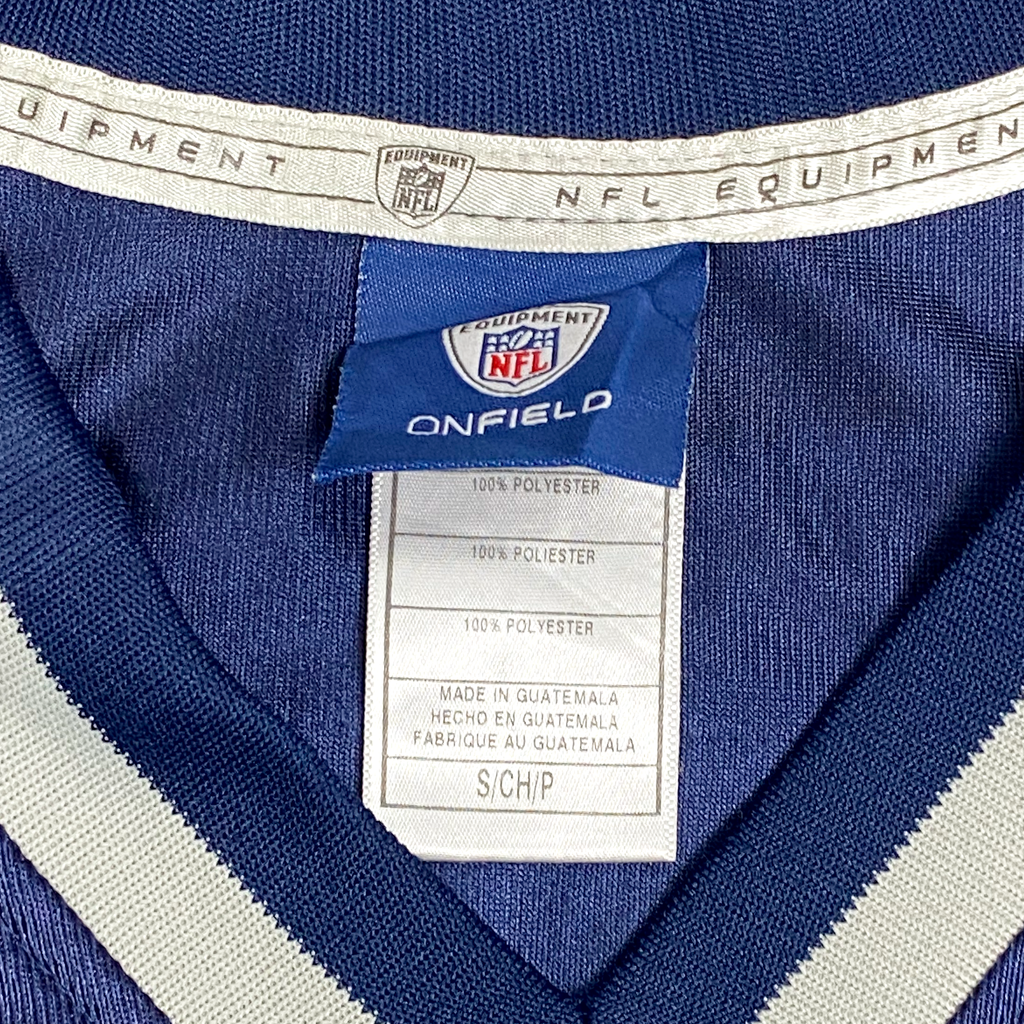 UIPMENT
EQUIPMENT
NFL
NFL EQUIPMEN
EQUIPMENT
NFL
ONFIELD
100% POLYESTER
100% POLIESTER
100% POLYESTER
MADE IN GUATEMALA
HECHO EN GUATEMALA
FABRIQUE AU GUATEMALA
S/CH/P